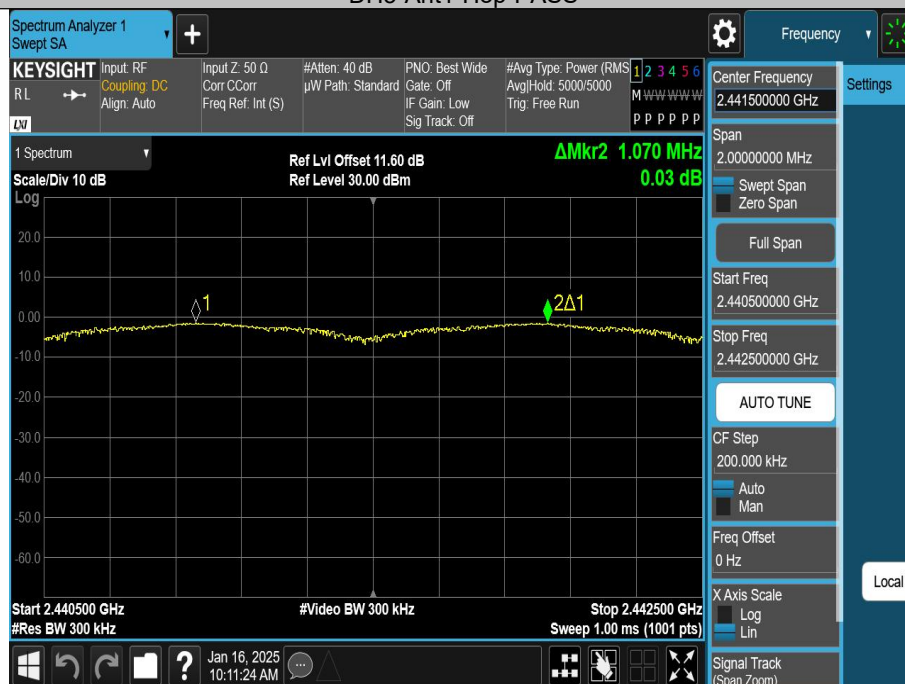 Spectrum Analyzer 1
Swept SA
Frequency
KEYSIGHT
R L
LXI
Input: RF
Coupling: DC
Align: Auto
Input Z: 50 Ω
Corr CCorr
Freq Ref: Int (S)
#Atten: 40 dB
µW Path: Standard
PNO: Best Wide
Gate: Off
IF Gain: Low
Sig Track: Off
#Avg Type: Power (RMS
Avg|Hold: 5000/5000
Trig: Free Run
1 2 3 4 5 6
M W W W W W
P P P P P P
1 Spectrum
Scale/Div 10 dB
Log
Ref Lvl Offset 11.60 dB
Ref Level 30.00 dBm
ΔMkr2 1.070 MHz
0.03 dB
20.0
10.0
0.00
-10.0
-20.0
-30.0
-40.0
-50.0
-60.0
1
2Δ1
Start 2.440500 GHz
#Res BW 300 kHz
#Video BW 300 kHz
Stop 2.442500 GHz
Sweep 1.00 ms (1001 pts)
Jan 16, 2025
10:11:24 AM
Center Frequency
2.441500000 GHz
Span
2.00000000 MHz
Swept Span
Zero Span
Full Span
Start Freq
2.440500000 GHz
Stop Freq
2.442500000 GHz
AUTO TUNE
CF Step
200.000 kHz
Auto
Man
Freq Offset
0 Hz
X Axis Scale
Log
Lin
Signal Track
(Span Zoom)
Settings
Local